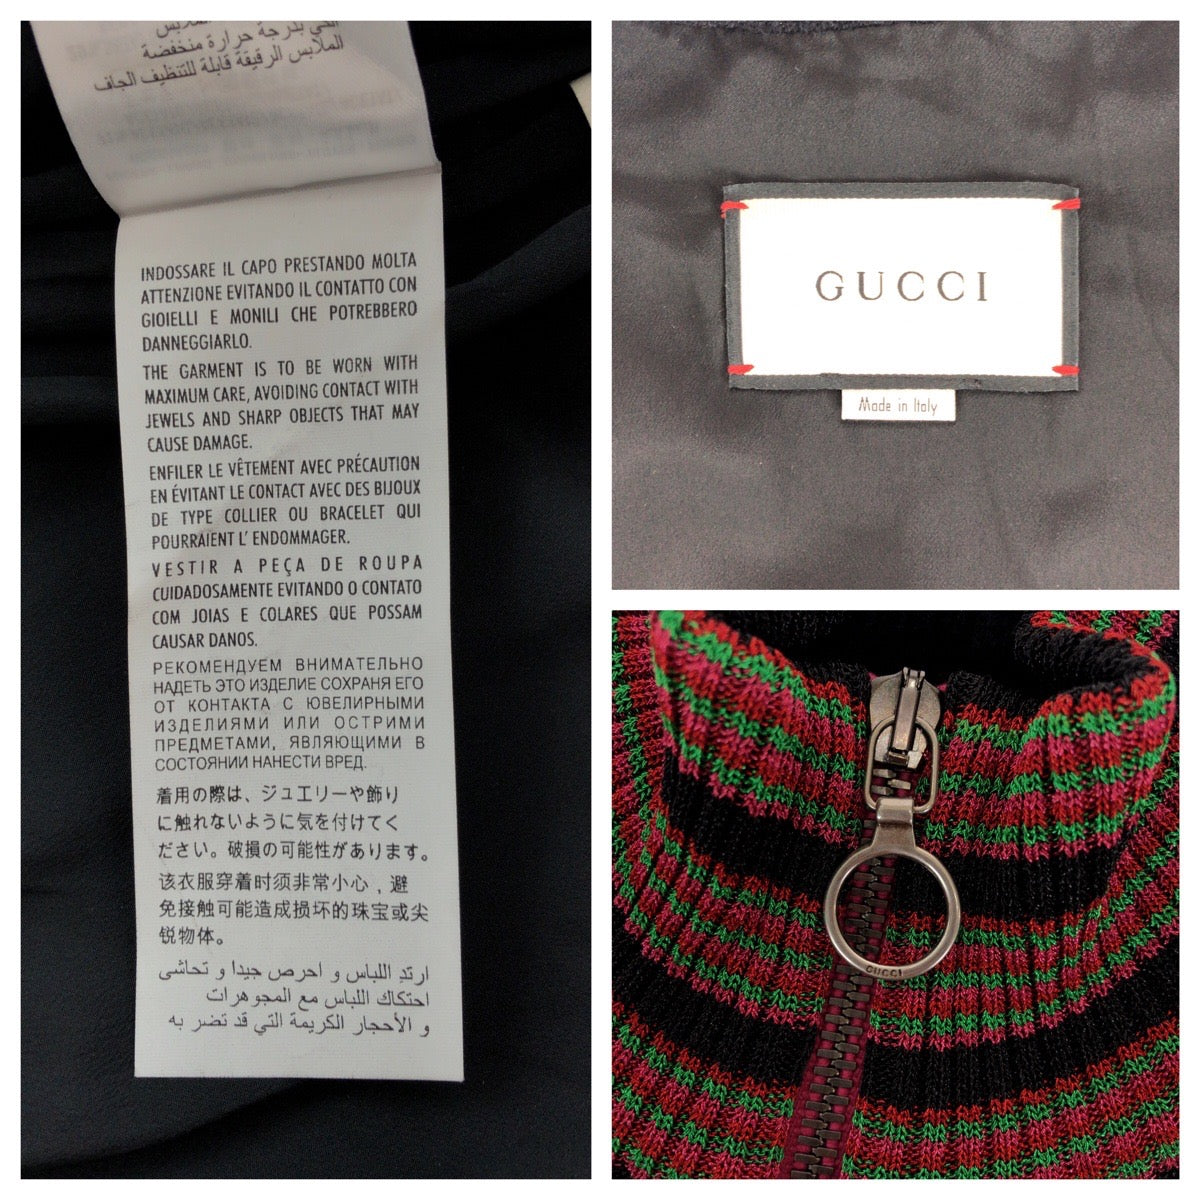 الملابس
التي بدرجة حرارة منخفضة
الملابس الرقيقة قابلة للتنظيف الجاف
INDOSSARE IL CAPO PRESTANDO MOLTA
ATTENZIONE EVITANDO IL CONTATTO CON
GIOIELLI E MONILI CHE POTREBBERO
DANNEGGIARLO.
THE GARMENT IS TO BE WORN WITH
MAXIMUM CARE, AVOIDING CONTACT WITH
JEWELS AND SHARP OBJECTS THAT MAY
CAUSE DAMAGE.
ENFILER LE VÊTEMENT AVEC PRÉCAUTION
EN ÉVITANT LE CONTACT AVEC DES BIJOUX
DE TYPE COLLIER OU BRACELET QUI
POURRAIENT L' ENDOMMAGER.
VESTIR A PEÇA DE ROUPA
CUIDADOSAMENTE EVITANDO O CONTATO
COM JOIAS E COLARES QUE POSSAM
CAUSAR DANOS.
РЕКОМЕНДУЕМ ВНИМАТЕЛЬНО
НАДЕТЬ ЭТО ИЗДЕЛИЕ СОХРАНЯ ЕГО
ОТ КОНТАКТА С ЮВЕЛИРНЫМИ
ИЗДЕЛИЯМИ ИЛИ ОСТРИМИ
ПРЕДМЕТАМИ, ЯВЛЯЮЩИМИ В
СОСТОЯНИИ НАНЕСТИ ВРЕД.
着用の際は、ジュエリーや飾り
に触れないように気を付けてく
ださい。破損の可能性があります。
该衣服穿着时须非常小心，避
免接触可能造成损坏的珠宝或尖
锐物体。
ارتدِ اللباس و احرص جيدا و تحاشى
احتكاك اللباس مع المجوهرات
و الأحجار الكريمة التي قد تضر به
GUCCI
Made in Italy
GUCCI